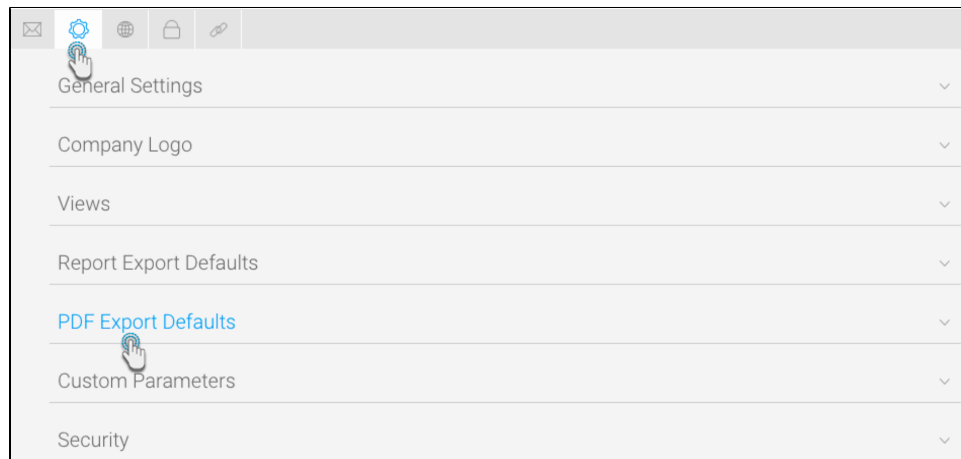 General Settings
Company Logo
Views
Report Export Defaults
PDF Export Defaults
Custom Parameters
Security